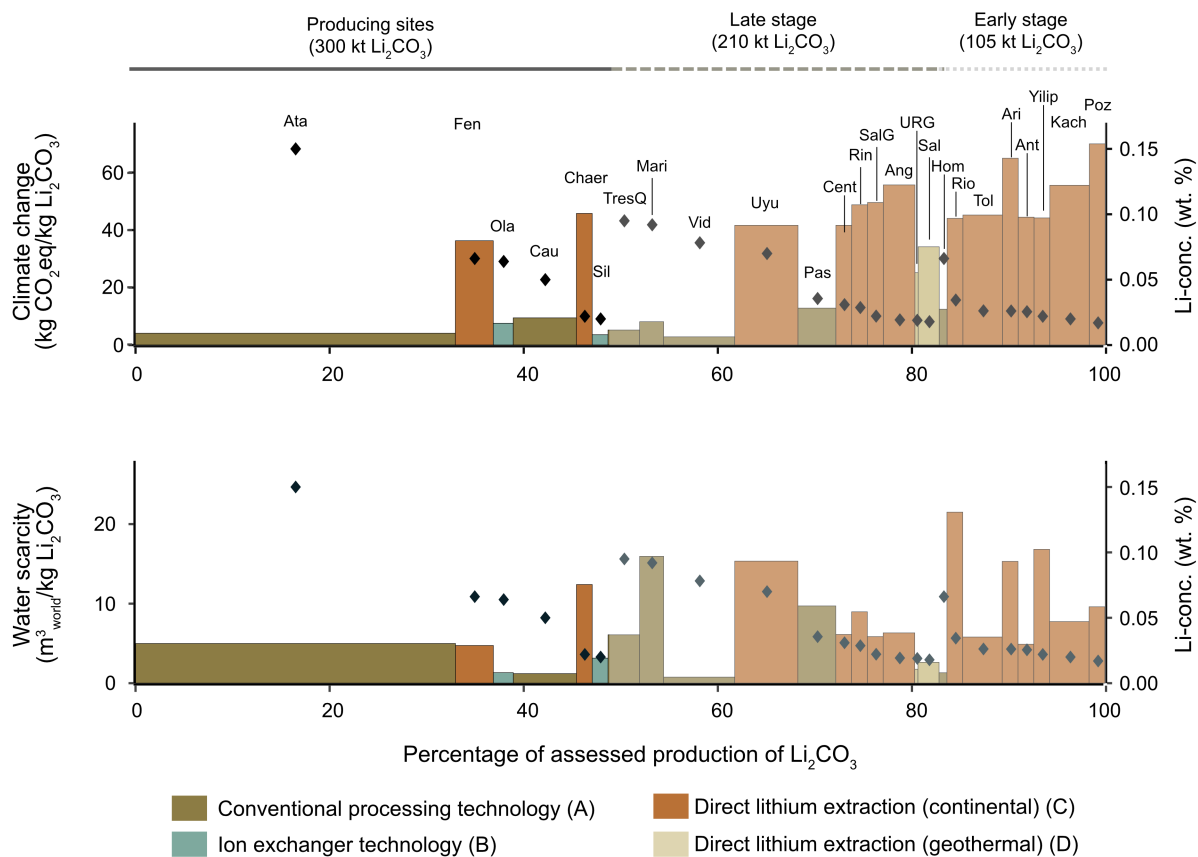 Producing sites
(300 kt Li₂CO₃)
Late stage
(210 kt Li₂CO₃)
Early stage
(105 kt Li₂CO₃)
Climate change
(kg CO₂eq/kg Li₂CO₃)
60
40
20
0
Ata
Fen
Ola
Cau
Chaer
Sil
TresQ
Mari
Vid
Uyu
Pas
Cent
Rin
SalG
Ang
URG
Sal
Hom
Rio
Tol
Ari
Ant
Yilip
Kach
Poz
0.15
0.10
0.05
0.00
Li-conc. (wt. %)
0 20 40 60 80 100
Water scarcity
(m³world/kg Li₂CO₃)
20
10
0
0.15
0.10
0.05
0.00
Li-conc. (wt. %)
0 20 40 60 80 100
Percentage of assessed production of Li₂CO₃
Conventional processing technology (A)
Ion exchanger technology (B)
Direct lithium extraction (continental) (C)
Direct lithium extraction (geothermal) (D)